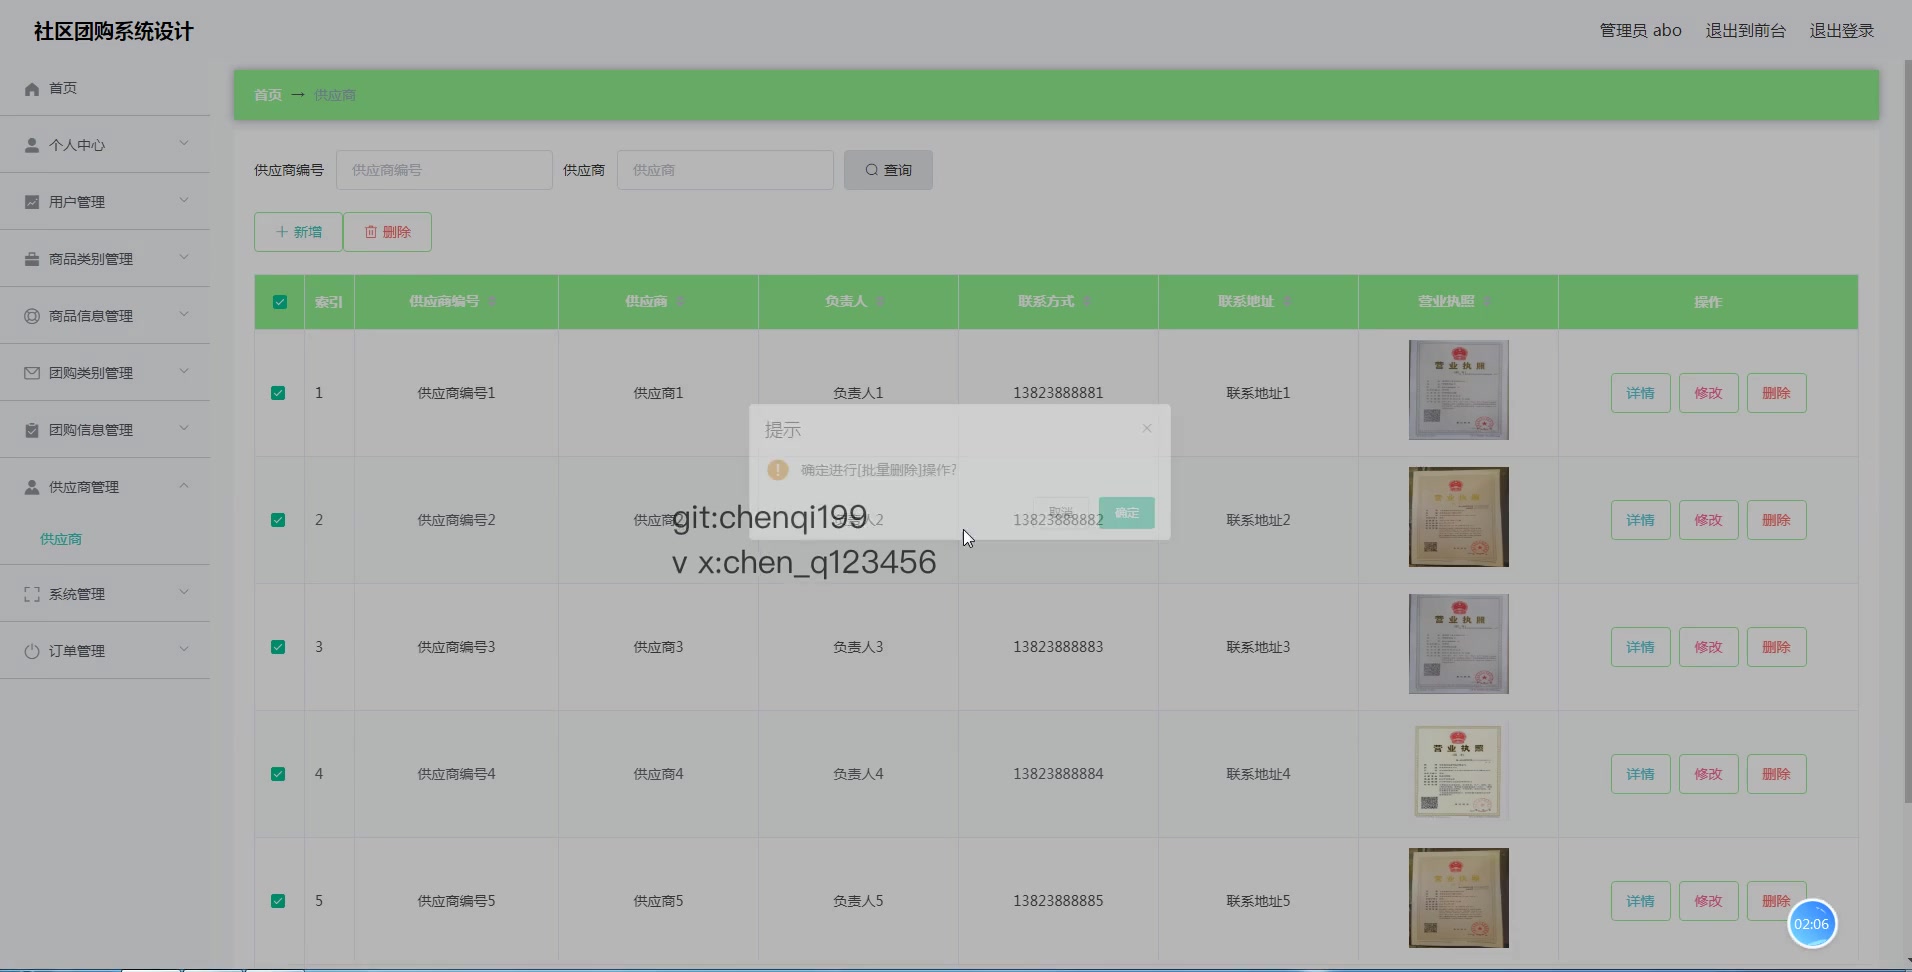 社区团购系统设计
管理员 abo 退出到前台 退出登录
首页
个人中心
用户管理
商品类别管理
商品信息管理
团购类别管理
团购信息管理
供应商管理
供应商
系统管理
订单管理
首页 → 供应商
供应商编号 供应商编号 供应商 供应商 查询
新增 删除
索引 供应商编号 供应商 负责人 联系方式 联系地址 营业执照 操作
1 供应商编号1 供应商1 负责人1 13823888881 联系地址1 营业执照 详情 修改 删除
2 供应商编号2 供应商2 负责人2 13823888882 联系地址2 营业执照 详情 修改 删除
3 供应商编号3 供应商3 负责人3 13823888883 联系地址3 营业执照 详情 修改 删除
4 供应商编号4 供应商4 负责人4 13823888884 联系地址4 营业执照 详情 修改 删除
5 供应商编号5 供应商5 负责人5 13823888885 联系地址5 营业执照 详情 修改 删除
提示
确定进行[批量删除]操作?
取消 确定
git:chenqi199
v x:chen_q123456
02:06